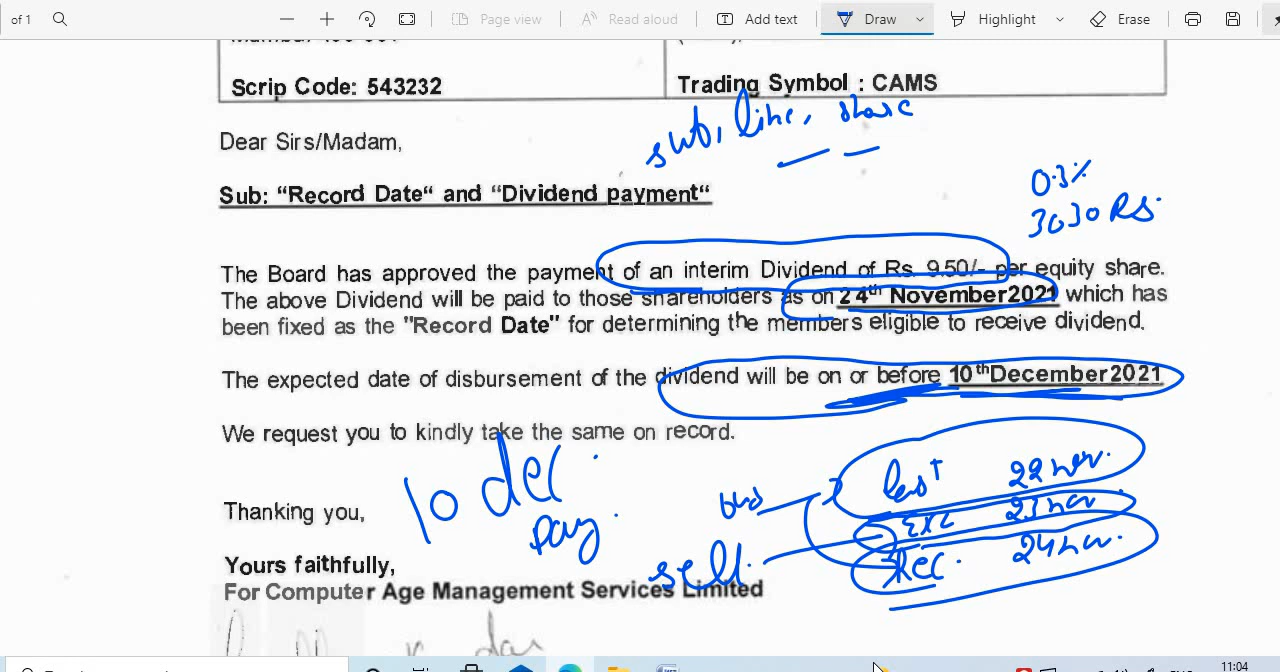 of 1
Page view
Read aloud
Add text
Draw
Highlight
Erase
Scrip Code: 543232
Trading Symbol : CAMS
sub, like, share
Dear Sirs/Madam,
Sub: “Record Date“ and “Dividend payment“
0.3%
3030 RS.
The Board has approved the payment of an interim Dividend of Rs. 9.50/- per equity share.
The above Dividend will be paid to those shareholders as on 24th November2021 which has
been fixed as the "Record Date" for determining the members eligible to receive dividend.
The expected date of disbursement of the dividend will be on or before 10thDecember2021
We request you to kindly take the same on record.
10 dec.
pay.
last 22 nov.
Exc 23 nov
Rec. 24 nov.
sell.
Thanking you,
Yours faithfully,
For Computer Age Management Services Limited
11:04